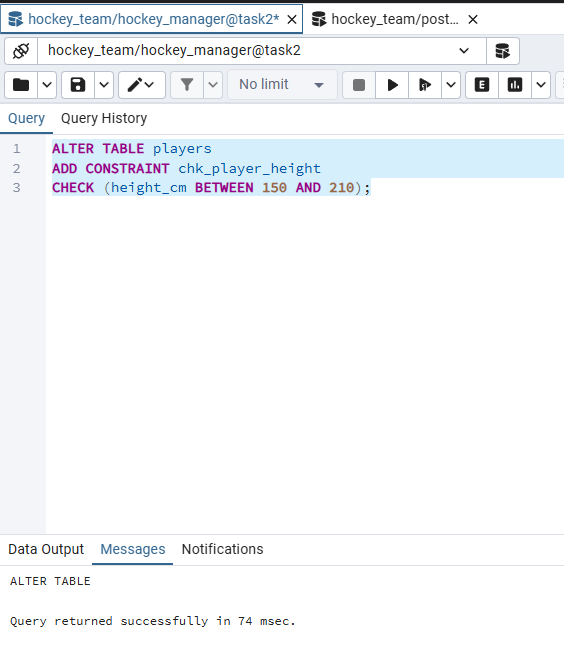 hockey_team/hockey_manager@task2*
hockey_team/post...
hockey_team/hockey_manager@task2
No limit
E
Query
Query History
1 ALTER TABLE players
2 ADD CONSTRAINT chk_player_height
3 CHECK (height_cm BETWEEN 150 AND 210);
Data Output
Messages
Notifications
ALTER TABLE
Query returned successfully in 74 msec.